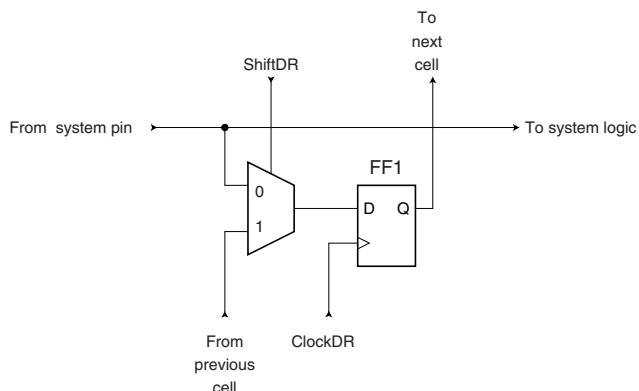 To
next
cell
ShiftDR
From system pin
To system logic
FF1
0
D Q
1
From
previous
cell
ClockDR